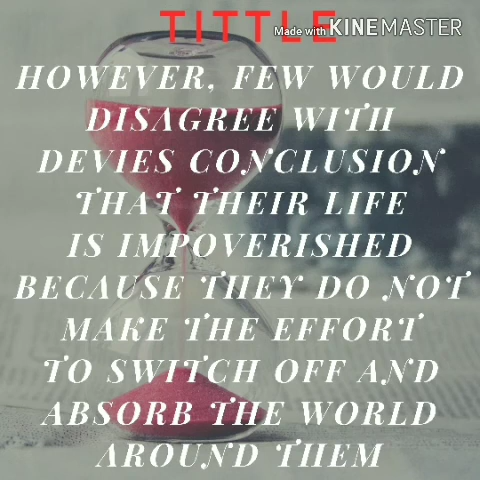 TITTLE
Made with KINEMASTER
HOWEVER, FEW WOULD
DISAGREE WITH
DEVIES CONCLUSION
THAT THEIR LIFE
IS IMPOVERISHED
BECAUSE THEY DO NOT
MAKE THE EFFORT
TO SWITCH OFF AND
ABSORB THE WORLD
AROUND THEM